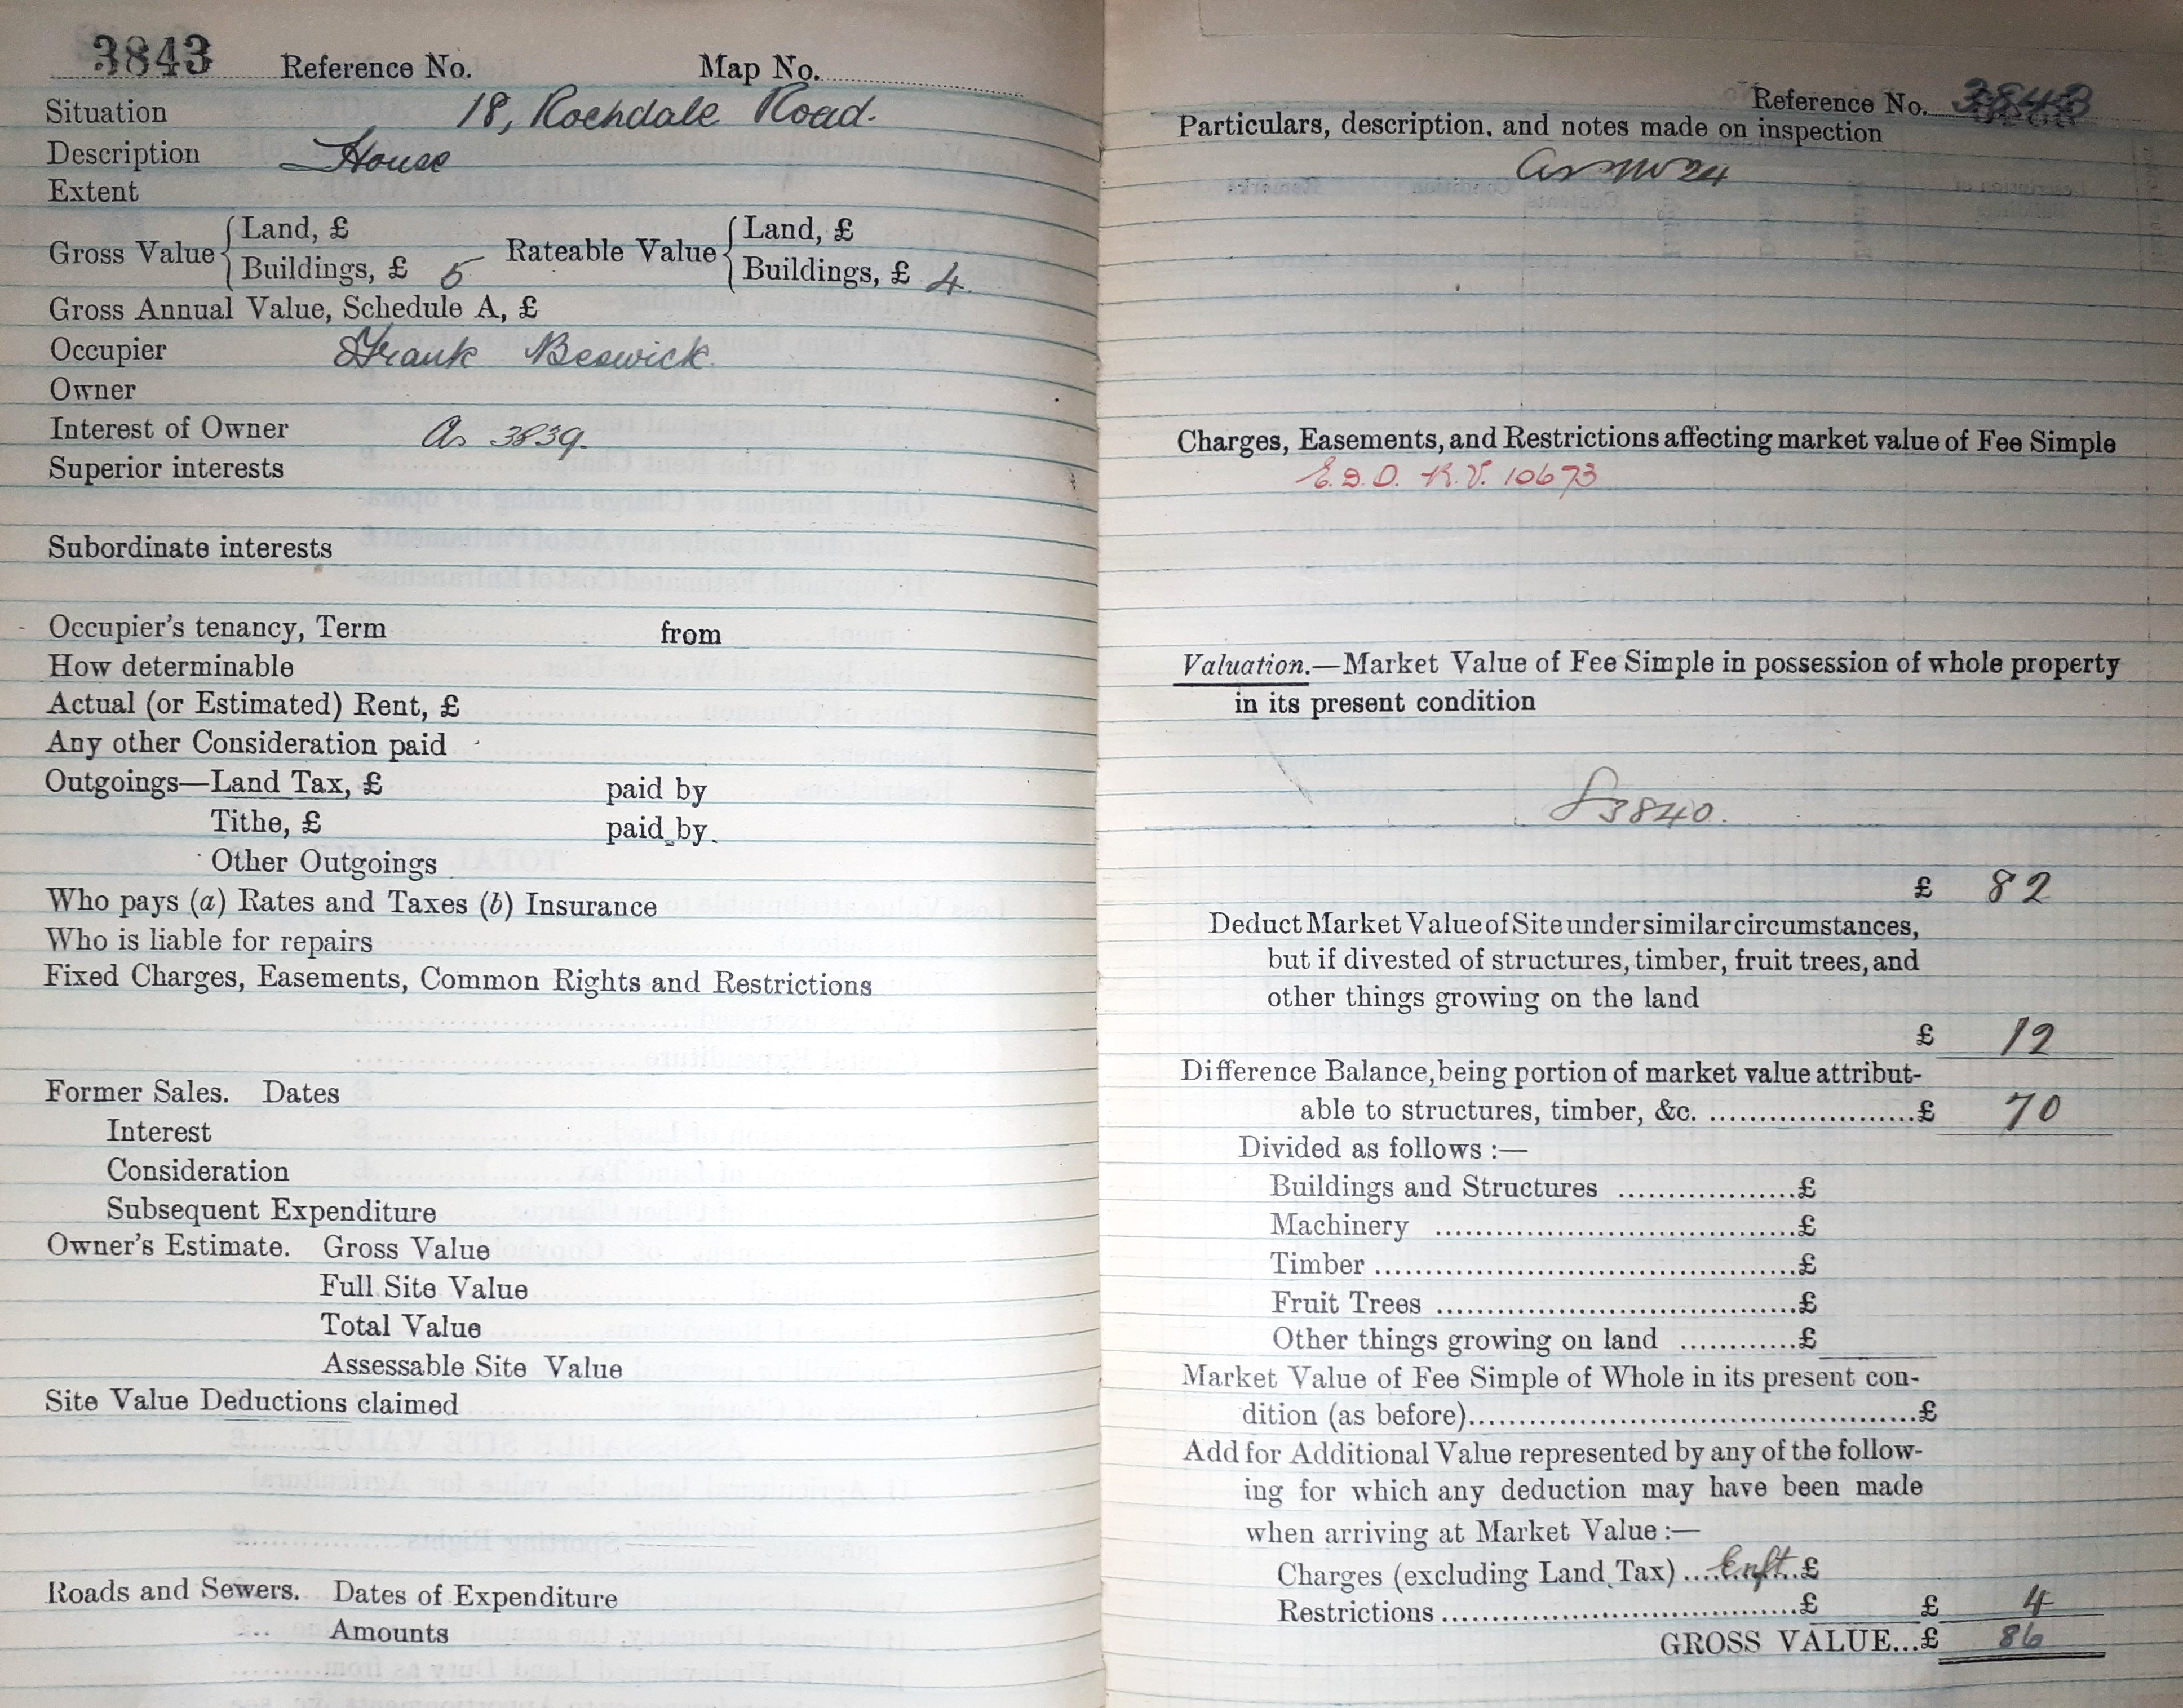 3843 Reference No. Map No.
Situation 18, Rochdale Road.
Description House
Extent
Gross Value { Land, £ Rateable Value { Land, £
Buildings, £ 5 Buildings, £ 4.
Gross Annual Value, Schedule A, £
Occupier Frank Beswick.
Owner
Interest of Owner As 3839.
Superior interests
Subordinate interests
Occupier's tenancy, Term from
How determinable
Actual (or Estimated) Rent, £
Any other Consideration paid
Outgoings—Land Tax, £ paid by
Tithe, £ paid by
Other Outgoings
Who pays (a) Rates and Taxes (b) Insurance
Who is liable for repairs
Fixed Charges, Easements, Common Rights and Restrictions
Former Sales. Dates
Interest
Consideration
Subsequent Expenditure
Owner's Estimate. Gross Value
Full Site Value
Total Value
Assessable Site Value
Site Value Deductions claimed
Roads and Sewers. Dates of Expenditure
Amounts
Reference No. 3843
Particulars, description, and notes made on inspection
as 24
Charges, Easements, and Restrictions affecting market value of Fee Simple
E.D.O. K.V. 10673
Valuation.—Market Value of Fee Simple in possession of whole property
in its present condition
3840.
£ 82
Deduct Market Value of Site under similar circumstances,
but if divested of structures, timber, fruit trees, and
other things growing on the land
£ 12
Difference Balance, being portion of market value attribut-
able to structures, timber, &c. ....................£ 70
Divided as follows :—
Buildings and Structures ..................£
Machinery ....................................£
Timber ..........................................£
Fruit Trees ....................................£
Other things growing on land ............£
Market Value of Fee Simple of Whole in its present con-
dition (as before)............................................£
Add for Additional Value represented by any of the follow-
ing for which any deduction may have been made
when arriving at Market Value :—
Charges (excluding Land Tax) ....Enft..£
Restrictions ....................................£ £ 4
GROSS VALUE...£ 86